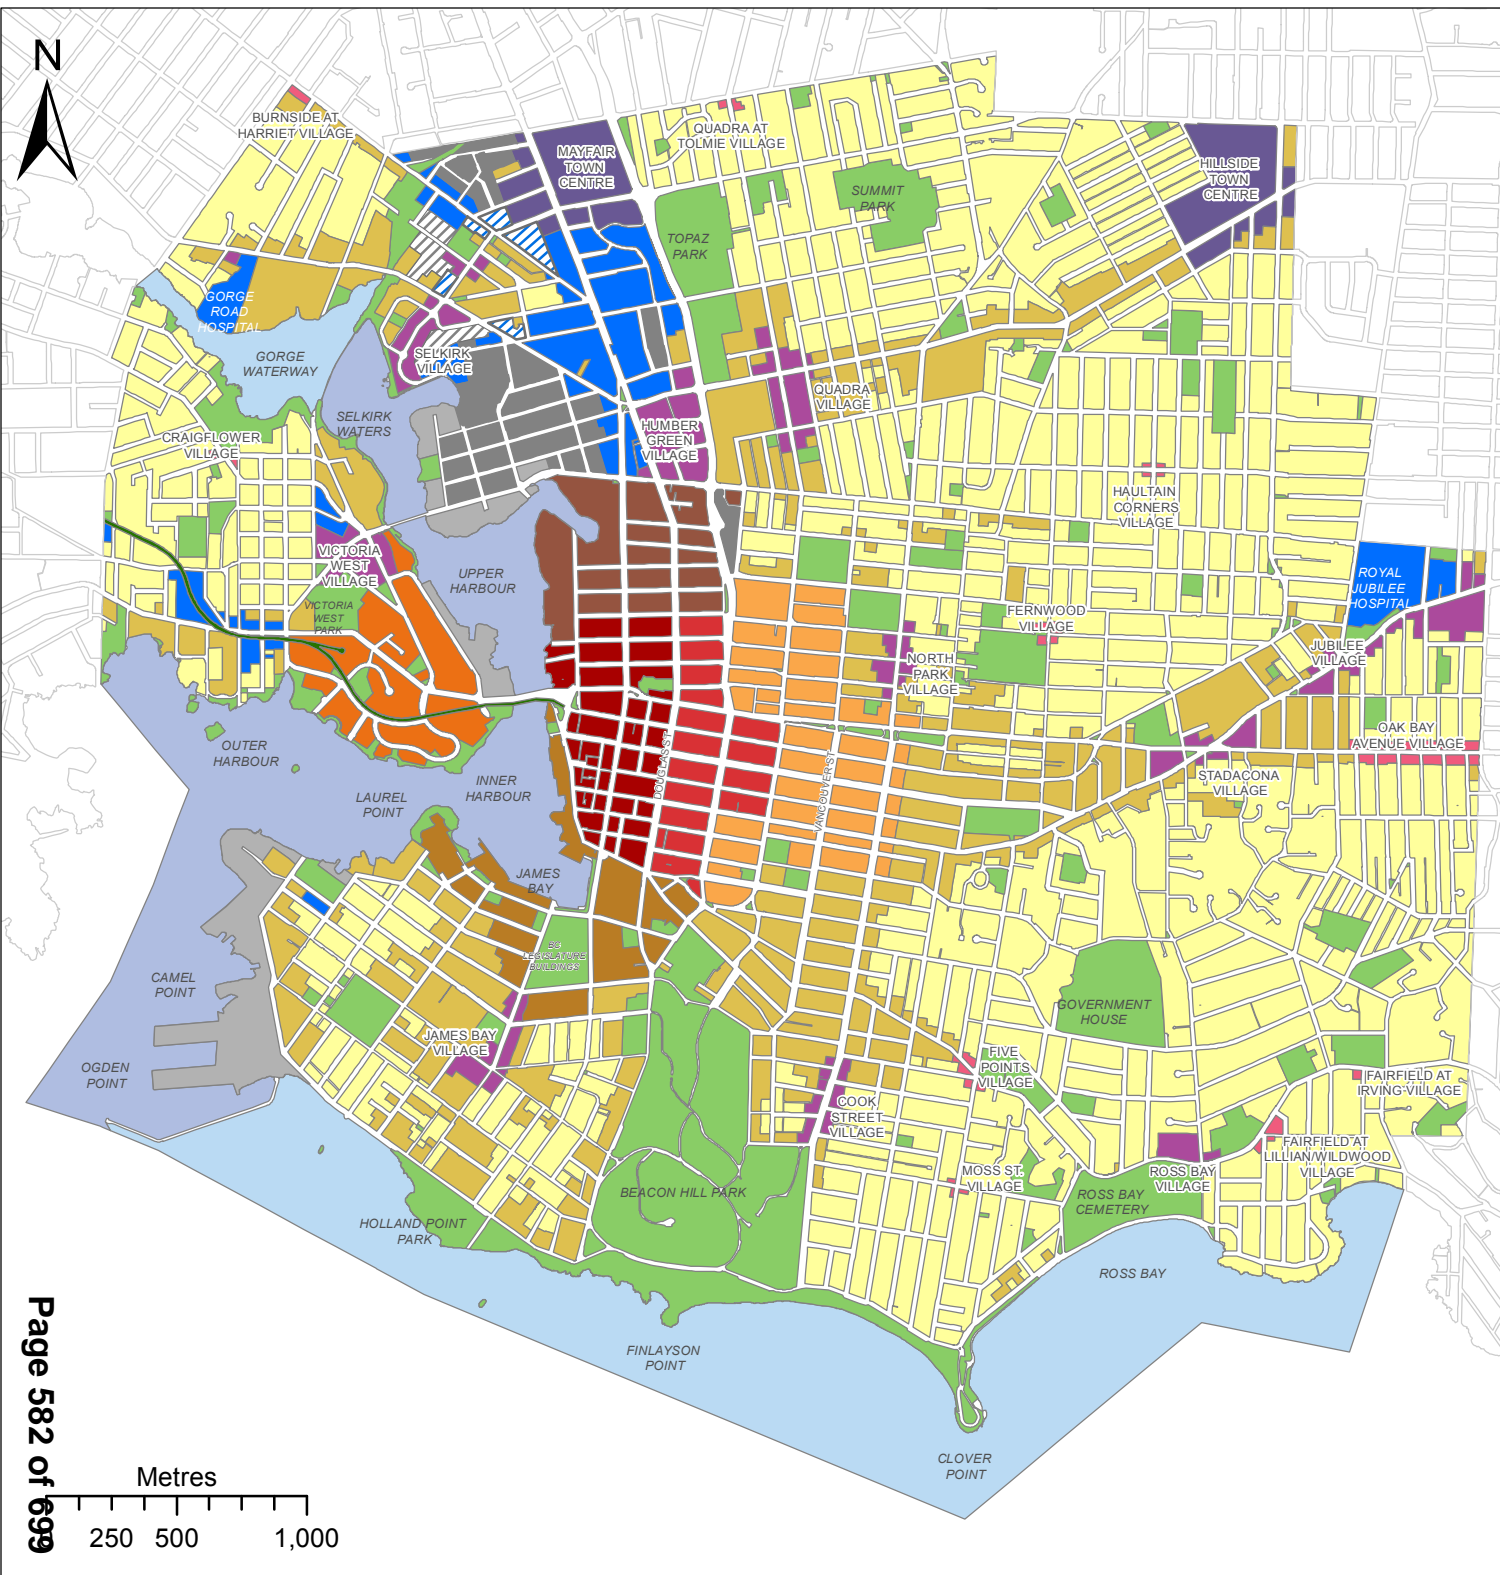 N
BURNSIDE AT
HARRIET VILLAGE
MAYFAIR
TOWN
CENTRE
QUADRA AT
TOLMIE VILLAGE
HILLSIDE
TOWN
CENTRE
SUMMIT
PARK
TOPAZ
PARK
GORGE
ROAD
HOSPITAL
GORGE
WATERWAY
SELKIRK
VILLAGE
SELKIRK
WATERS
QUADRA
VILLAGE
HUMBER
GREEN
VILLAGE
CRAIGFLOWER
VILLAGE
HAULTAIN
CORNERS
VILLAGE
VICTORIA
WEST
VILLAGE
UPPER
HARBOUR
ROYAL
JUBILEE
HOSPITAL
VICTORIA
WEST
PARK
FERNWOOD
VILLAGE
NORTH
PARK
VILLAGE
JUBILEE
VILLAGE
OAK BAY
AVENUE VILLAGE
OUTER
HARBOUR
DOUGLAS ST
VANCOUVER ST
STADACONA
VILLAGE
INNER
HARBOUR
LAUREL
POINT
JAMES
BAY
BC
LEGISLATURE
BUILDINGS
CAMEL
POINT
GOVERNMENT
HOUSE
JAMES BAY
VILLAGE
OGDEN
POINT
FIVE
POINTS
VILLAGE
FAIRFIELD AT
IRVING VILLAGE
COOK
STREET
VILLAGE
FAIRFIELD AT
LILLIAN/WILDWOOD
VILLAGE
MOSS ST.
VILLAGE
ROSS BAY
VILLAGE
BEACON HILL PARK
ROSS BAY
CEMETERY
HOLLAND POINT
PARK
ROSS BAY
FINLAYSON
POINT
CLOVER
POINT
Page 582 of 699
Metres
250 500 1,000